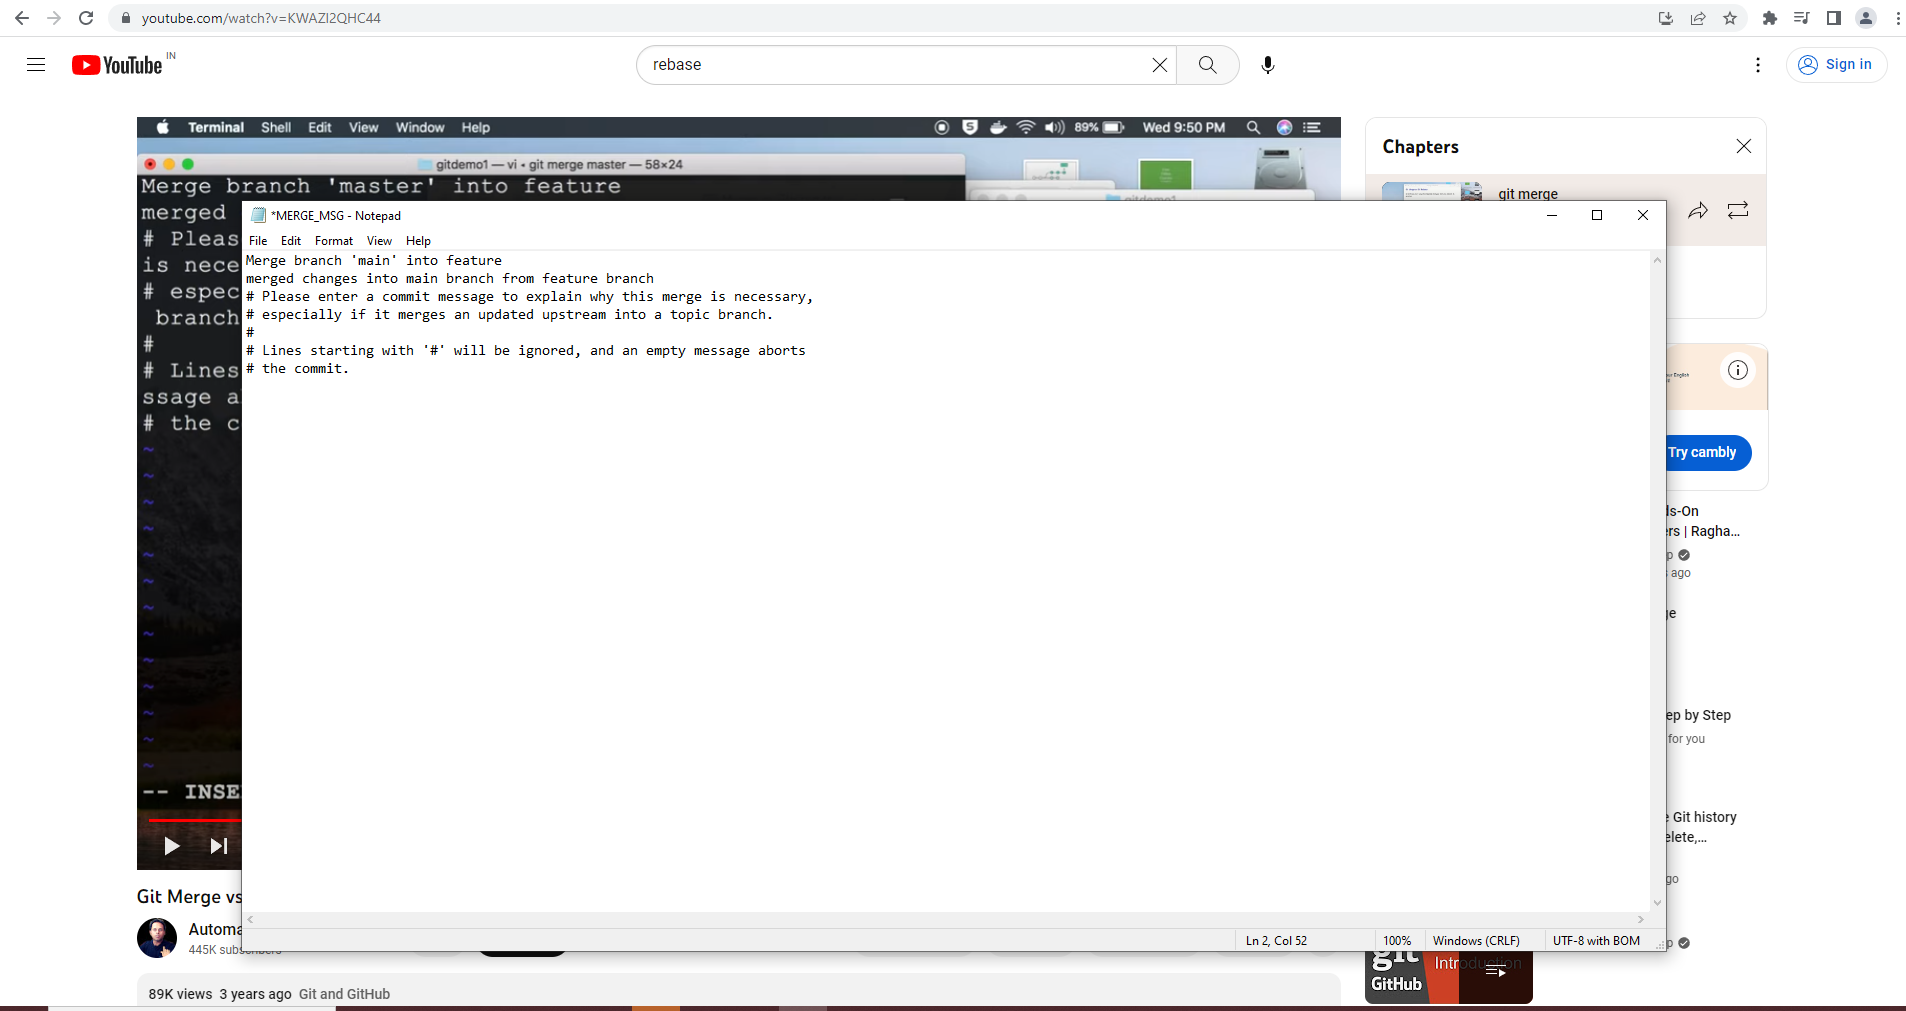 youtube.com/watch?v=KWAZI2QHC44
YouTube IN
rebase
Sign in
Terminal Shell Edit View Window Help
89%
Wed 9:50 PM
gitdemo1 — vi • git merge master — 58×24
Merge branch 'master' into feature
merged
# Pleas
is nece
# espec
branch
#
# Lines
ssage a
# the c
~
~
~
~
~
~
~
~
~
~
~
~
~
-- INSE
gitdemo1
*MERGE_MSG - Notepad
File Edit Format View Help
Merge branch 'main' into feature
merged changes into main branch from feature branch
# Please enter a commit message to explain why this merge is necessary,
# especially if it merges an updated upstream into a topic branch.
#
# Lines starting with '#' will be ignored, and an empty message aborts
# the commit.
Ln 2, Col 52
100%
Windows (CRLF)
UTF-8 with BOM
Chapters
git merge
Try cambly
ds-On
ers | Ragha...
p
ago
ge
ep by Step
for you
e Git history
elete,...
go
p
git
Introduction
GitHub
Git Merge vs
Automa
445K subscribers
89K views 3 years ago Git and GitHub